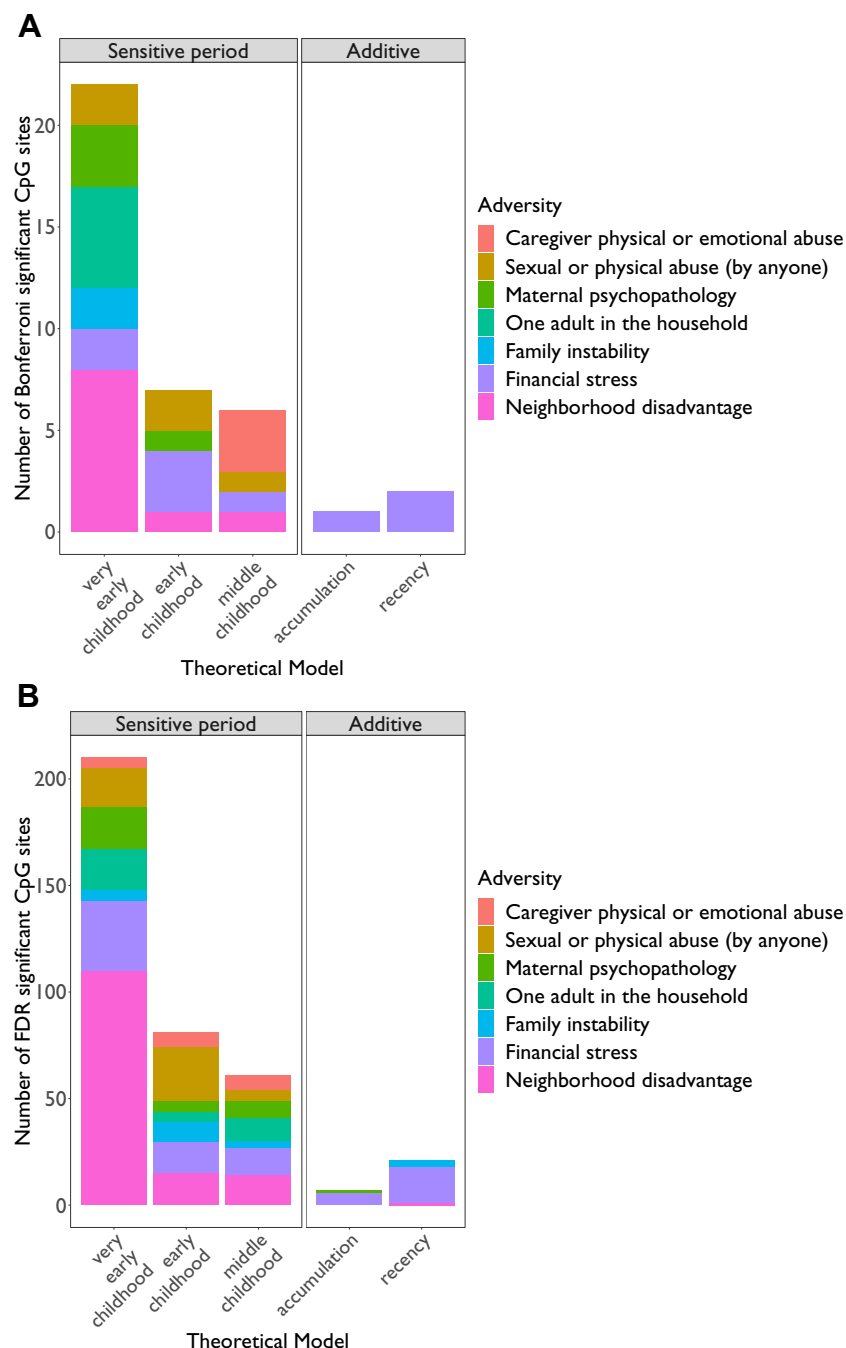 A
Sensitive period
Additive
Number of Bonferroni significant CpG sites
20
15
10
5
0
very
early
childhood
early
childhood
middle
childhood
accumulation
recency
Theoretical Model
Adversity
Caregiver physical or emotional abuse
Sexual or physical abuse (by anyone)
Maternal psychopathology
One adult in the household
Family instability
Financial stress
Neighborhood disadvantage
B
Sensitive period
Additive
Number of FDR significant CpG sites
200
150
100
50
0
very
early
childhood
early
childhood
middle
childhood
accumulation
recency
Theoretical Model
Adversity
Caregiver physical or emotional abuse
Sexual or physical abuse (by anyone)
Maternal psychopathology
One adult in the household
Family instability
Financial stress
Neighborhood disadvantage